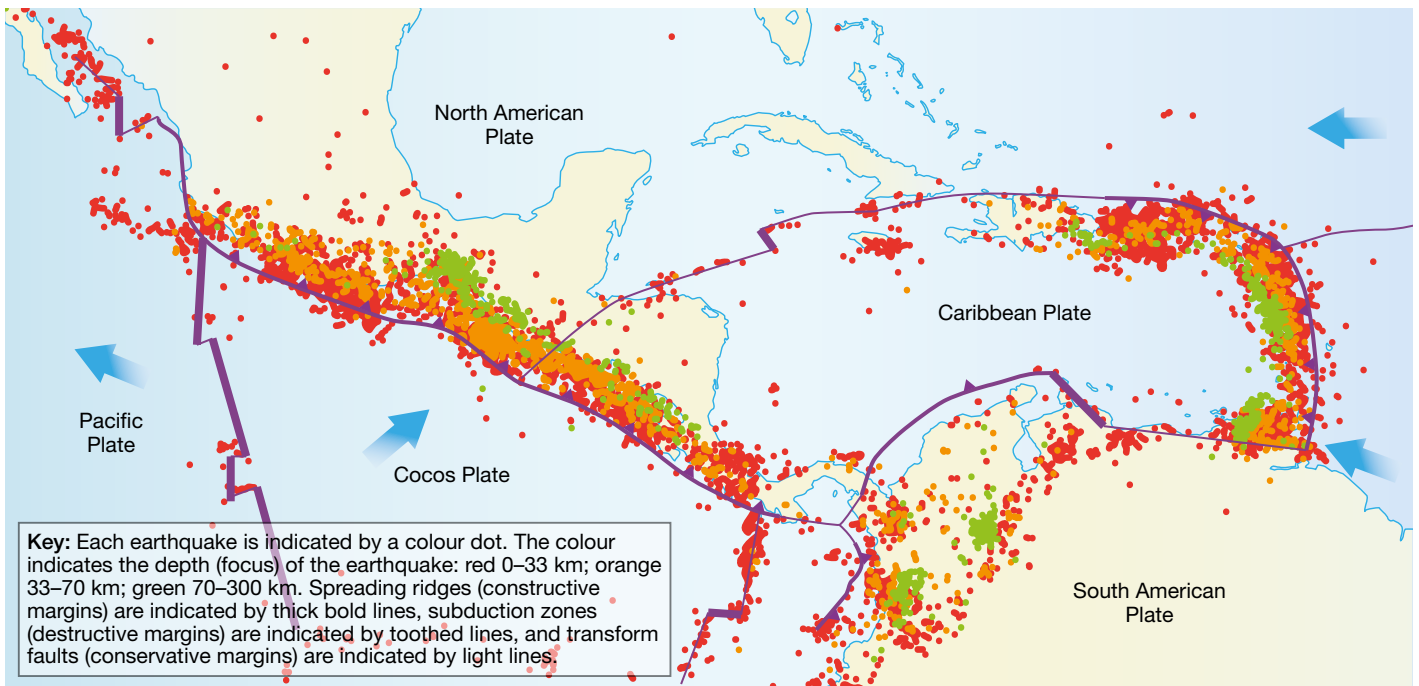 North American
Plate
Caribbean Plate
Pacific
Plate
Cocos Plate
South American
Plate
Key: Each earthquake is indicated by a colour dot. The colour
indicates the depth (focus) of the earthquake: red 0–33 km; orange
33–70 km; green 70–300 km. Spreading ridges (constructive
margins) are indicated by thick bold lines, subduction zones
(destructive margins) are indicated by toothed lines, and transform
faults (conservative margins) are indicated by light lines.